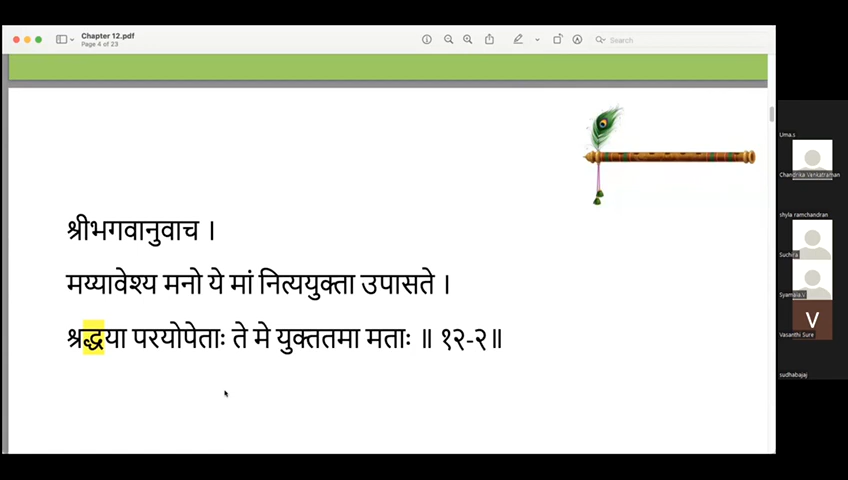 Chapter 12.pdf
Page 4 of 23
Search
श्रीभगवानुवाच ।
मय्यावेश्य मनो ये मां नित्ययुक्ता उपासते ।
श्रद्धया परयोपेताः ते मे युक्ततमा मताः ॥ १२-२॥
Uma.s
Chandrika Venkatraman
shyla ramchandran
Suchira
Syamala V
V
Vasanthi Sure
sudhabajaj